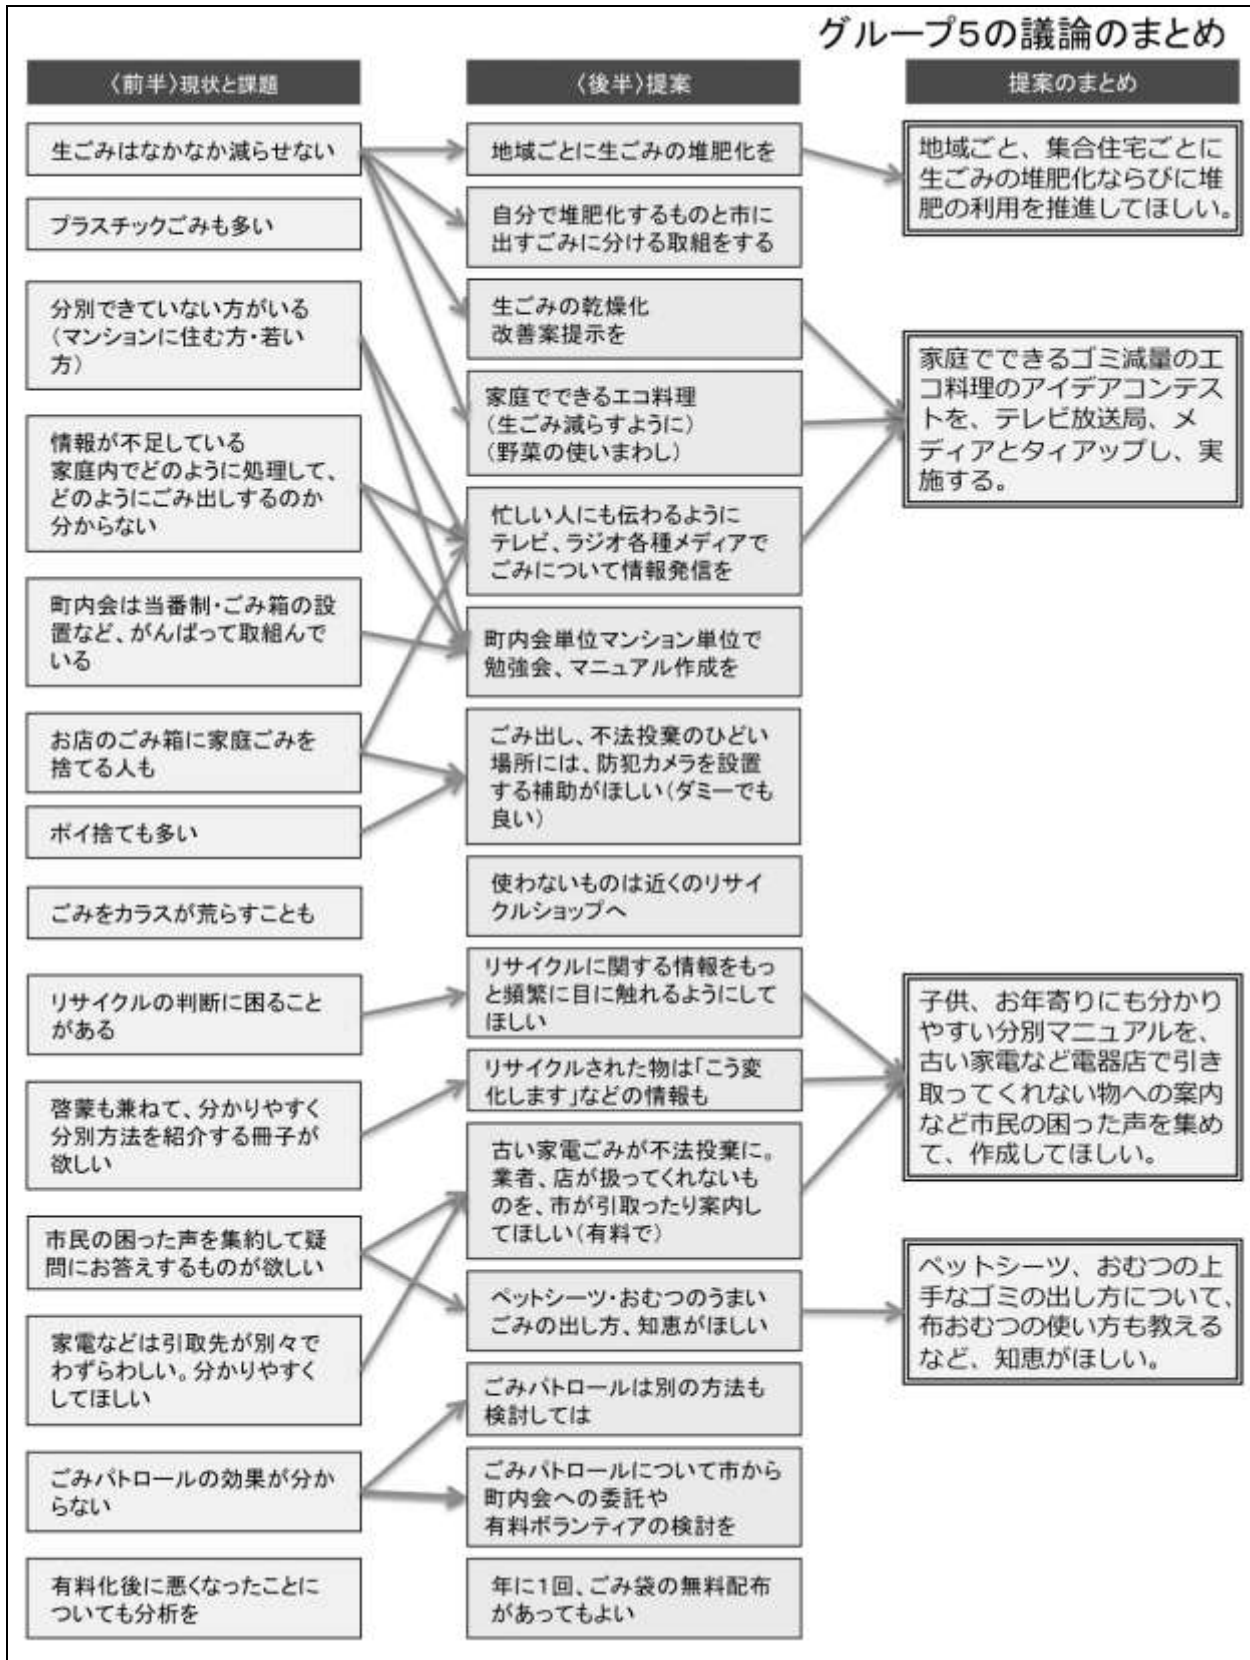 グループ5の議論のまとめ
〈前半〉現状と課題
生ごみはなかなか減らせない
プラスチックごみも多い
分別できていない方がいる
(マンションに住む方・若い
方)
情報が不足している
家庭内でどのように処理して、
どのようにごみ出しするのか
分からない
町内会は当番制・ごみ箱の設
置など、がんばって取組んで
いる
お店のごみ箱に家庭ごみを
捨てる人も
ポイ捨ても多い
ごみをカラスが荒らすことも
リサイクルの判断に困ること
がある
啓蒙も兼ねて、分かりやすく
分別方法を紹介する冊子が
欲しい
市民の困った声を集約して疑
問にお答えするものが欲しい
家電などは引取先が別々で
わずらわしい。分かりやすく
してほしい
ごみパトロールの効果が分か
らない
有料化後に悪くなったことに
ついても分析を
〈後半〉提案
地域ごとに生ごみの堆肥化を
自分で堆肥化するものと市に
出すごみに分ける取組をする
生ごみの乾燥化
改善案提示を
家庭でできるエコ料理
(生ごみ減らすように)
(野菜の使いまわし)
忙しい人にも伝わるように
テレビ、ラジオ各種メディアで
ごみについて情報発信を
町内会単位マンション単位で
勉強会、マニュアル作成を
ごみ出し、不法投棄のひどい
場所には、防犯カメラを設置
する補助がほしい(ダミーでも
良い)
使わないものは近くのリサイ
クルショップへ
リサイクルに関する情報をもっ
と頻繁に目に触れるようにして
ほしい
リサイクルされた物は「こう変
化します」などの情報も
古い家電ごみが不法投棄に。
業者、店が扱ってくれないも
のを、市が引取ったり案内し
てほしい(有料で)
ペットシーツ・おむつのうまい
ごみの出し方、知恵がほしい
ごみパトロールは別の方法も
検討しては
ごみパトロールについて市から
町内会への委託や
有料ボランティアの検討を
年に1回、ごみ袋の無料配布
があってもよい
提案のまとめ
地域ごと、集合住宅ごとに
生ごみの堆肥化ならびに堆
肥の利用を推進してほしい。
家庭でできるゴミ減量のエ
コ料理のアイデアコンテス
トを、テレビ放送局、メ
ディアとタィアップし、実
施する。
子供、お年寄りにも分かり
やすい分別マニュアルを、
古い家電など電器店で引き
取ってくれない物への案内
など市民の困った声を集め
て、作成してほしい。
ペットシーツ、おむつの上
手なゴミの出し方について、
布おむつの使い方も教える
など、知恵がほしい。